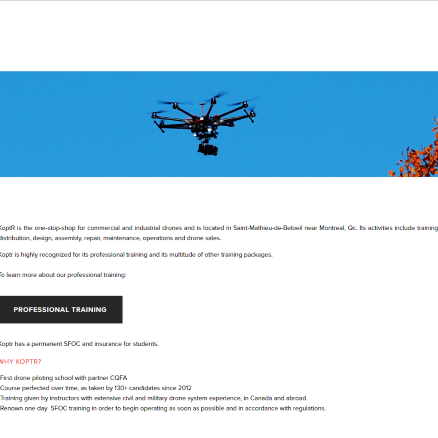 KoptR is the one-stop-shop for commercial and industrial drones and is located in Saint-Mathieu-de-Beloeil near Montreal, Qc. Its activities include training
distribution, design, assembly, repair, maintenance, operations and drone sales.
Koptr is highly recognized for its professional training and its multitude of other training packages.
To learn more about our professional training:
PROFESSIONAL TRAINING
Koptr has a permanent SFOC and insurance for students.
WHY KOPTR?
First drone piloting school with partner CQFA
Course perfected over time, as taken by 130+ candidates since 2012
Training given by instructors with extensive civil and military drone system experience, in Canada and abroad.
Renown one day SFOC training in order to begin operating as soon as possible and in accordance with regulations.